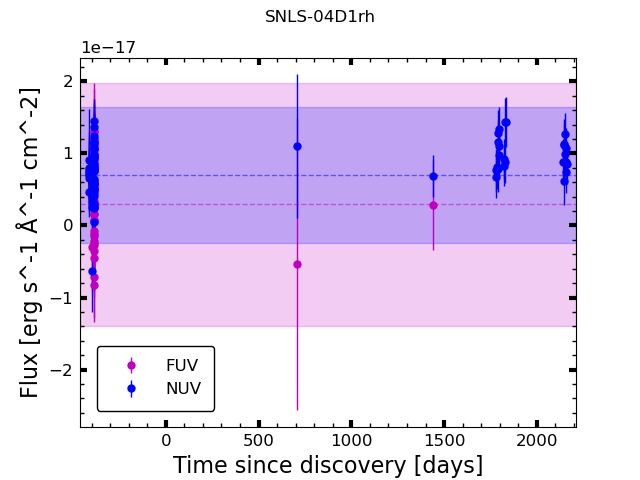 SNLS-04D1rh
1e−17
2
1
0
−1
−2
Flux [erg s^-1 Å^-1 cm^-2]
FUV
NUV
0 500 1000 1500 2000
Time since discovery [days]